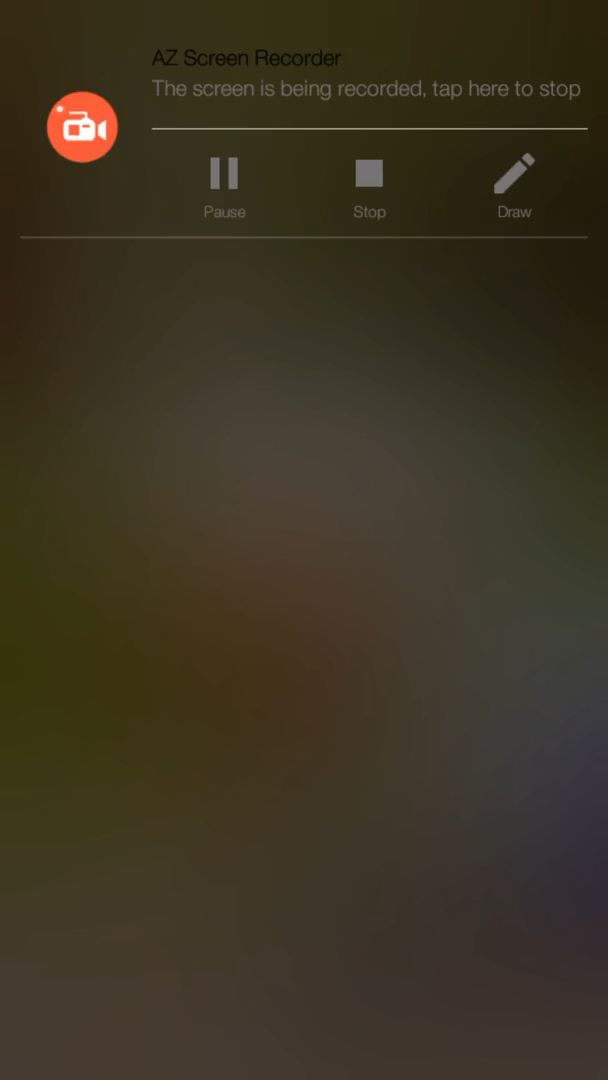 AZ Screen Recorder
The screen is being recorded, tap here to stop
Pause Stop Draw